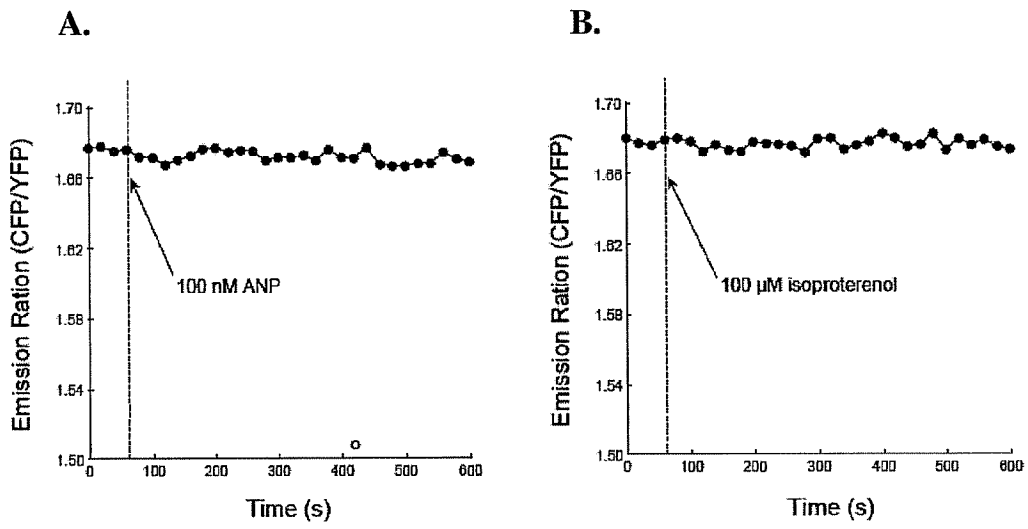 A.
B.
Emission Ration (CFP/YFP)
1.70
1.66
1.62
1.58
1.54
1.50
100 nM ANP
0 100 200 300 400 500 600
Time (s)
Emission Ration (CFP/YFP)
1.70
1.66
1.62
1.58
1.54
1.50
100 µM isoproterenol
0 100 200 300 400 500 600
Time (s)